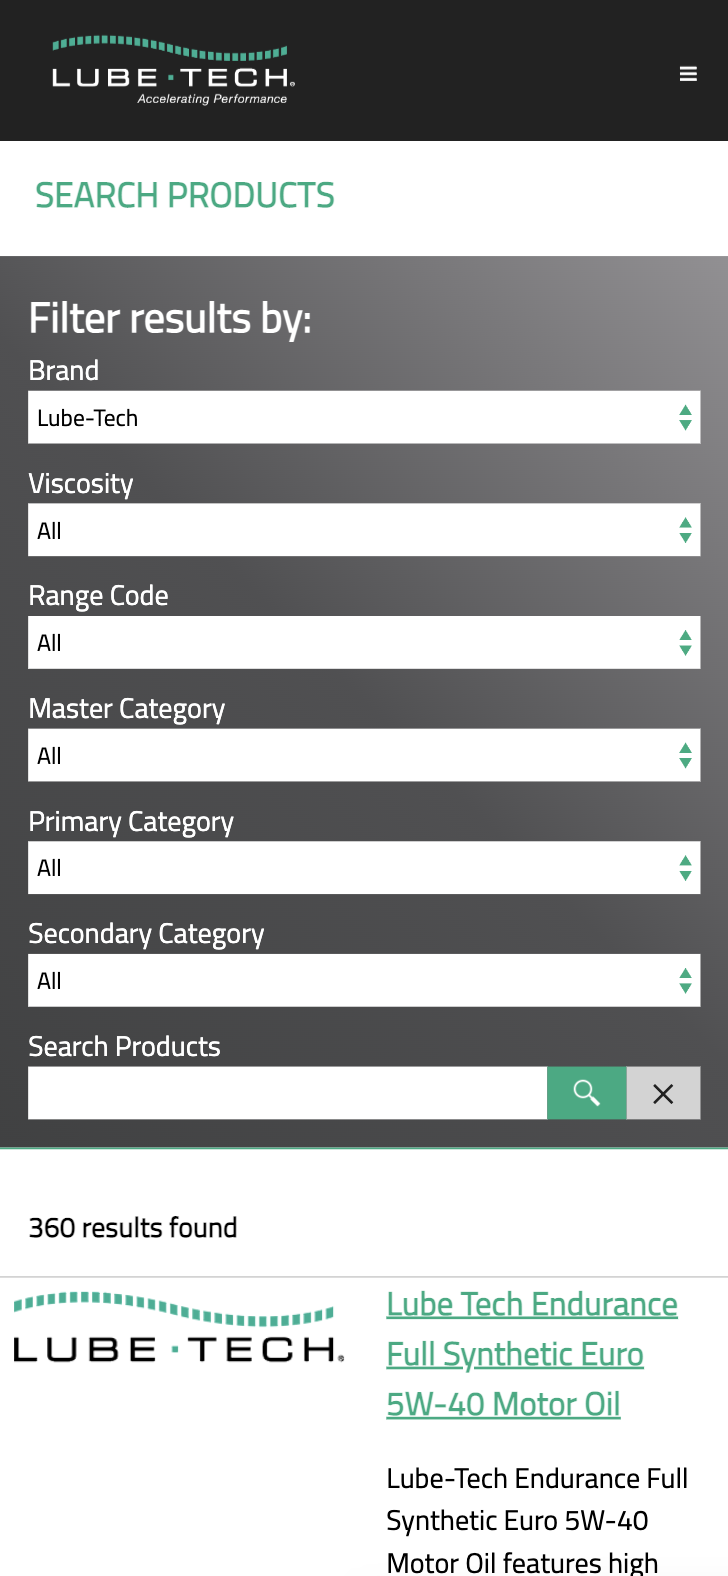 LUBE·TECH®
Accelerating Performance
SEARCH PRODUCTS
Filter results by:
Brand
Lube-Tech
Viscosity
All
Range Code
All
Master Category
All
Primary Category
All
Secondary Category
All
Search Products
360 results found
LUBE·TECH®
Lube Tech Endurance
Full Synthetic Euro
5W-40 Motor Oil
Lube-Tech Endurance Full
Synthetic Euro 5W-40
Motor Oil features high